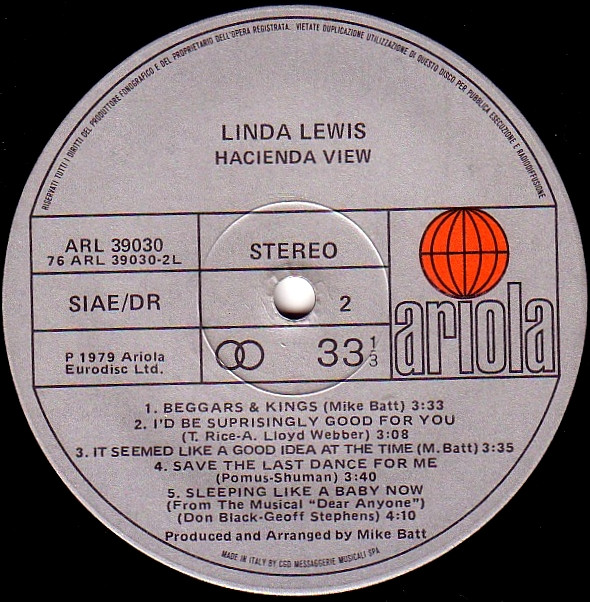 RISERVATI TUTTI I DIRITTI DEL PRODUTTORE FONOGRAFICO E DEL PROPRIETARIO DELL'OPERA REGISTRATA. VIETATE DUPLICAZIONE UTILIZZAZIONE DI QUESTO DISCO PER PUBBLICA ESECUZIONE E RADIODIFFUSIONE
LINDA LEWIS
HACIENDA VIEW
ARL 39030
76 ARL 39030-2L
STEREO
SIAE/DR
2
P 1979 Ariola
Eurodisc Ltd.
33 1/3
ariola
1. BEGGARS & KINGS (Mike Batt) 3:33
2. I'D BE SUPRISINGLY GOOD FOR YOU
(T. Rice-A. Lloyd Webber) 3:08
3. IT SEEMED LIKE A GOOD IDEA AT THE TIME (M. Batt) 3:35
4. SAVE THE LAST DANCE FOR ME
(Pomus-Shuman) 3:40
5. SLEEPING LIKE A BABY NOW
(From The Musical "Dear Anyone")
(Don Black-Geoff Stephens) 4:10
Produced and Arranged by Mike Batt
MADE IN ITALY BY CGD MESSAGGERIE MUSICALI SPA